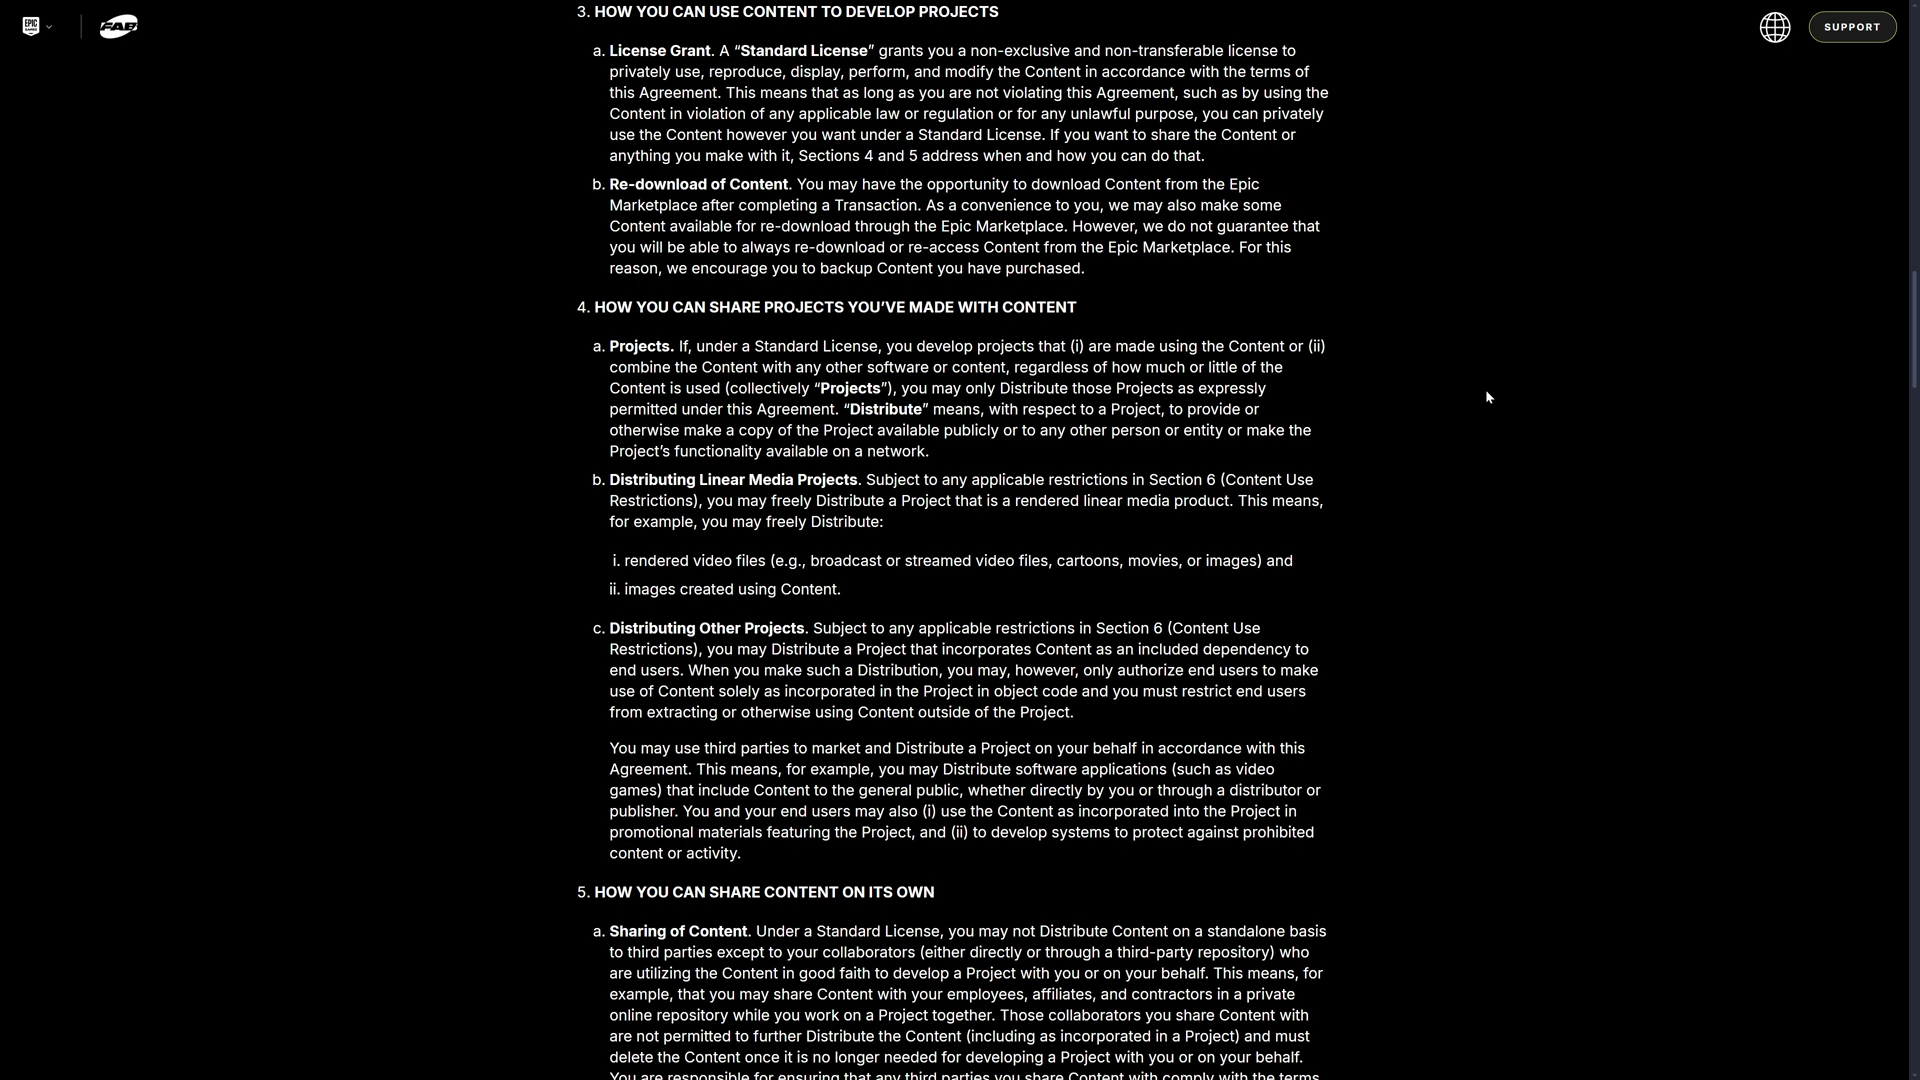 EPIC GAMES
FAB
SUPPORT
3. HOW YOU CAN USE CONTENT TO DEVELOP PROJECTS
a. License Grant. A “Standard License” grants you a non-exclusive and non-transferable license to
privately use, reproduce, display, perform, and modify the Content in accordance with the terms of
this Agreement. This means that as long as you are not violating this Agreement, such as by using the
Content in violation of any applicable law or regulation or for any unlawful purpose, you can privately
use the Content however you want under a Standard License. If you want to share the Content or
anything you make with it, Sections 4 and 5 address when and how you can do that.
b. Re-download of Content. You may have the opportunity to download Content from the Epic
Marketplace after completing a Transaction. As a convenience to you, we may also make some
Content available for re-download through the Epic Marketplace. However, we do not guarantee that
you will be able to always re-download or re-access Content from the Epic Marketplace. For this
reason, we encourage you to backup Content you have purchased.
4. HOW YOU CAN SHARE PROJECTS YOU’VE MADE WITH CONTENT
a. Projects. If, under a Standard License, you develop projects that (i) are made using the Content or (ii)
combine the Content with any other software or content, regardless of how much or little of the
Content is used (collectively “Projects”), you may only Distribute those Projects as expressly
permitted under this Agreement. “Distribute” means, with respect to a Project, to provide or
otherwise make a copy of the Project available publicly or to any other person or entity or make the
Project’s functionality available on a network.
b. Distributing Linear Media Projects. Subject to any applicable restrictions in Section 6 (Content Use
Restrictions), you may freely Distribute a Project that is a rendered linear media product. This means,
for example, you may freely Distribute:
i. rendered video files (e.g., broadcast or streamed video files, cartoons, movies, or images) and
ii. images created using Content.
c. Distributing Other Projects. Subject to any applicable restrictions in Section 6 (Content Use
Restrictions), you may Distribute a Project that incorporates Content as an included dependency to
end users. When you make such a Distribution, you may, however, only authorize end users to make
use of Content solely as incorporated in the Project in object code and you must restrict end users
from extracting or otherwise using Content outside of the Project.
You may use third parties to market and Distribute a Project on your behalf in accordance with this
Agreement. This means, for example, you may Distribute software applications (such as video
games) that include Content to the general public, whether directly by you or through a distributor or
publisher. You and your end users may also (i) use the Content as incorporated into the Project in
promotional materials featuring the Project, and (ii) to develop systems to protect against prohibited
content or activity.
5. HOW YOU CAN SHARE CONTENT ON ITS OWN
a. Sharing of Content. Under a Standard License, you may not Distribute Content on a standalone basis
to third parties except to your collaborators (either directly or through a third-party repository) who
are utilizing the Content in good faith to develop a Project with you or on your behalf. This means, for
example, that you may share Content with your employees, affiliates, and contractors in a private
online repository while you work on a Project together. Those collaborators you share Content with
are not permitted to further Distribute the Content (including as incorporated in a Project) and must
delete the Content once it is no longer needed for developing a Project with you or on your behalf.
You are responsible for ensuring that any third parties you share Content with comply with the terms